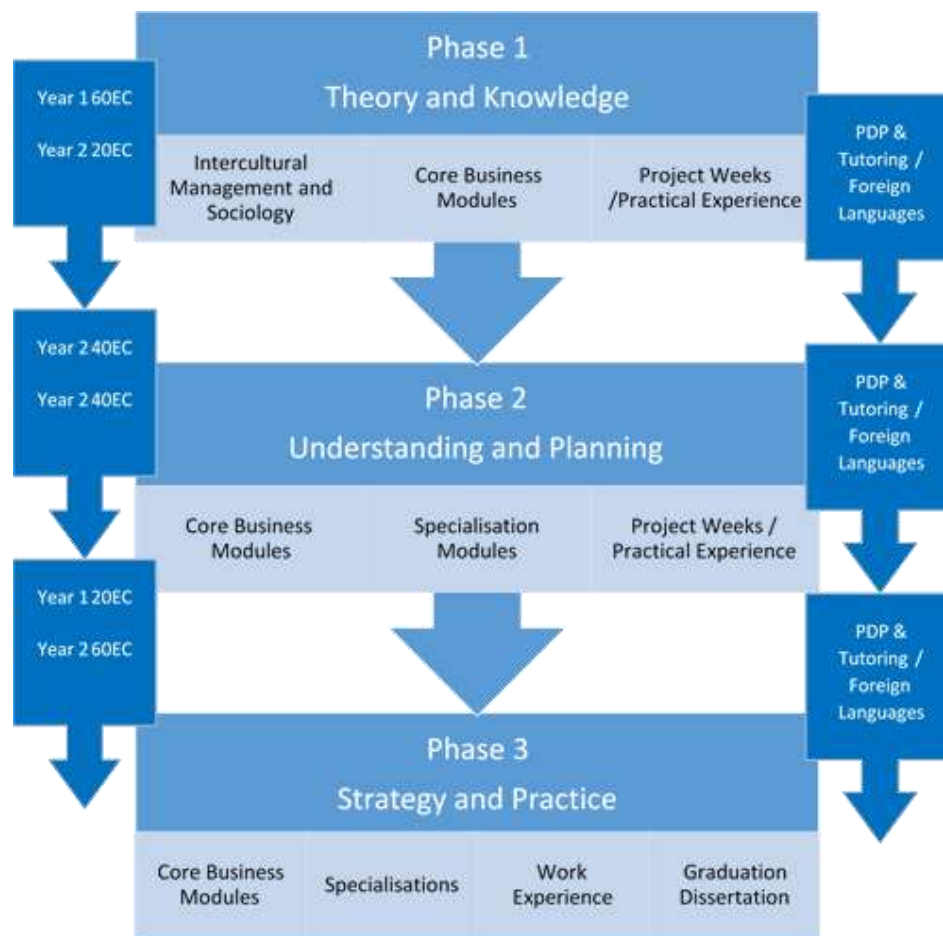 Phase 1
Theory and Knowledge
Year 1 60EC
Year 2 20EC
PDP &
Tutoring /
Foreign
Languages
Intercultural
Management and
Sociology
Core Business
Modules
Project Weeks
/Practical Experience
Year 2 40EC
Year 2 40EC
Phase 2
Understanding and Planning
PDP &
Tutoring /
Foreign
Languages
Core Business
Modules
Specialisation
Modules
Project Weeks /
Practical Experience
Year 1 20EC
Year 2 60EC
PDP &
Tutoring /
Foreign
Languages
Phase 3
Strategy and Practice
Core Business
Modules
Specialisations
Work
Experience
Graduation
Dissertation